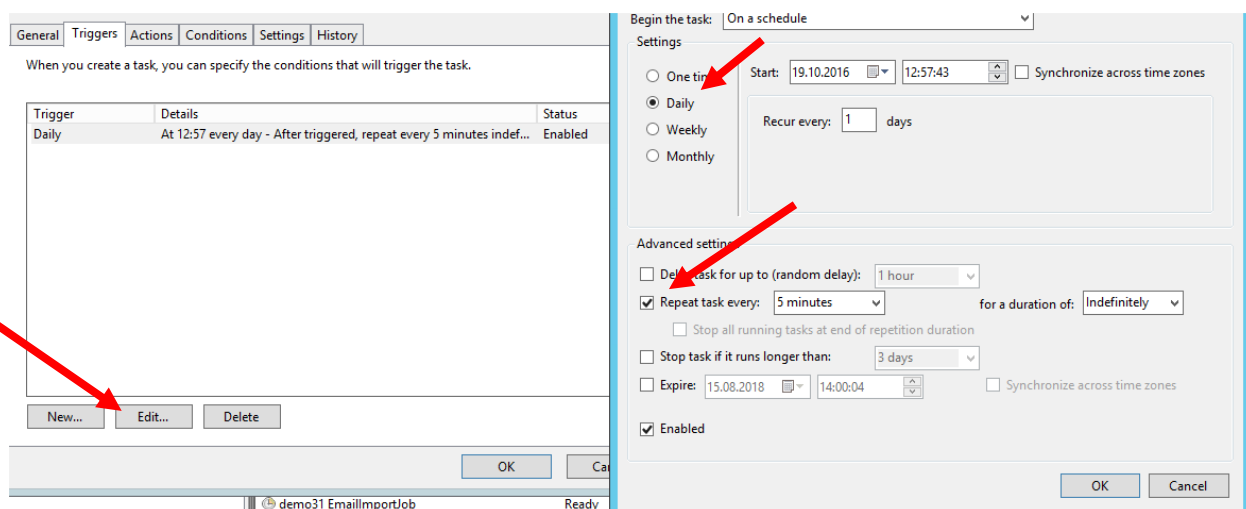 General Triggers Actions Conditions Settings History
When you create a task, you can specify the conditions that will trigger the task.
Trigger Details Status
Daily At 12:57 every day - After triggered, repeat every 5 minutes indef... Enabled
New... Edit... Delete
OK
demo31 EmailImportJob Ready
Begin the task: On a schedule
Settings
One
Start: 19.10.2016 12:57:43 Synchronize across time zones
Daily
Recur every: 1 days
Weekly
Monthly
Advanced
task for up to (random delay): 1 hour
Repeat task every: 5 minutes for a duration of: Indefinitely
Stop all running tasks at end of repetition duration
Stop task if it runs longer than: 3 days
Expire: 15.08.2018 14:00:04 Synchronize across time zones
Enabled
OK Cancel